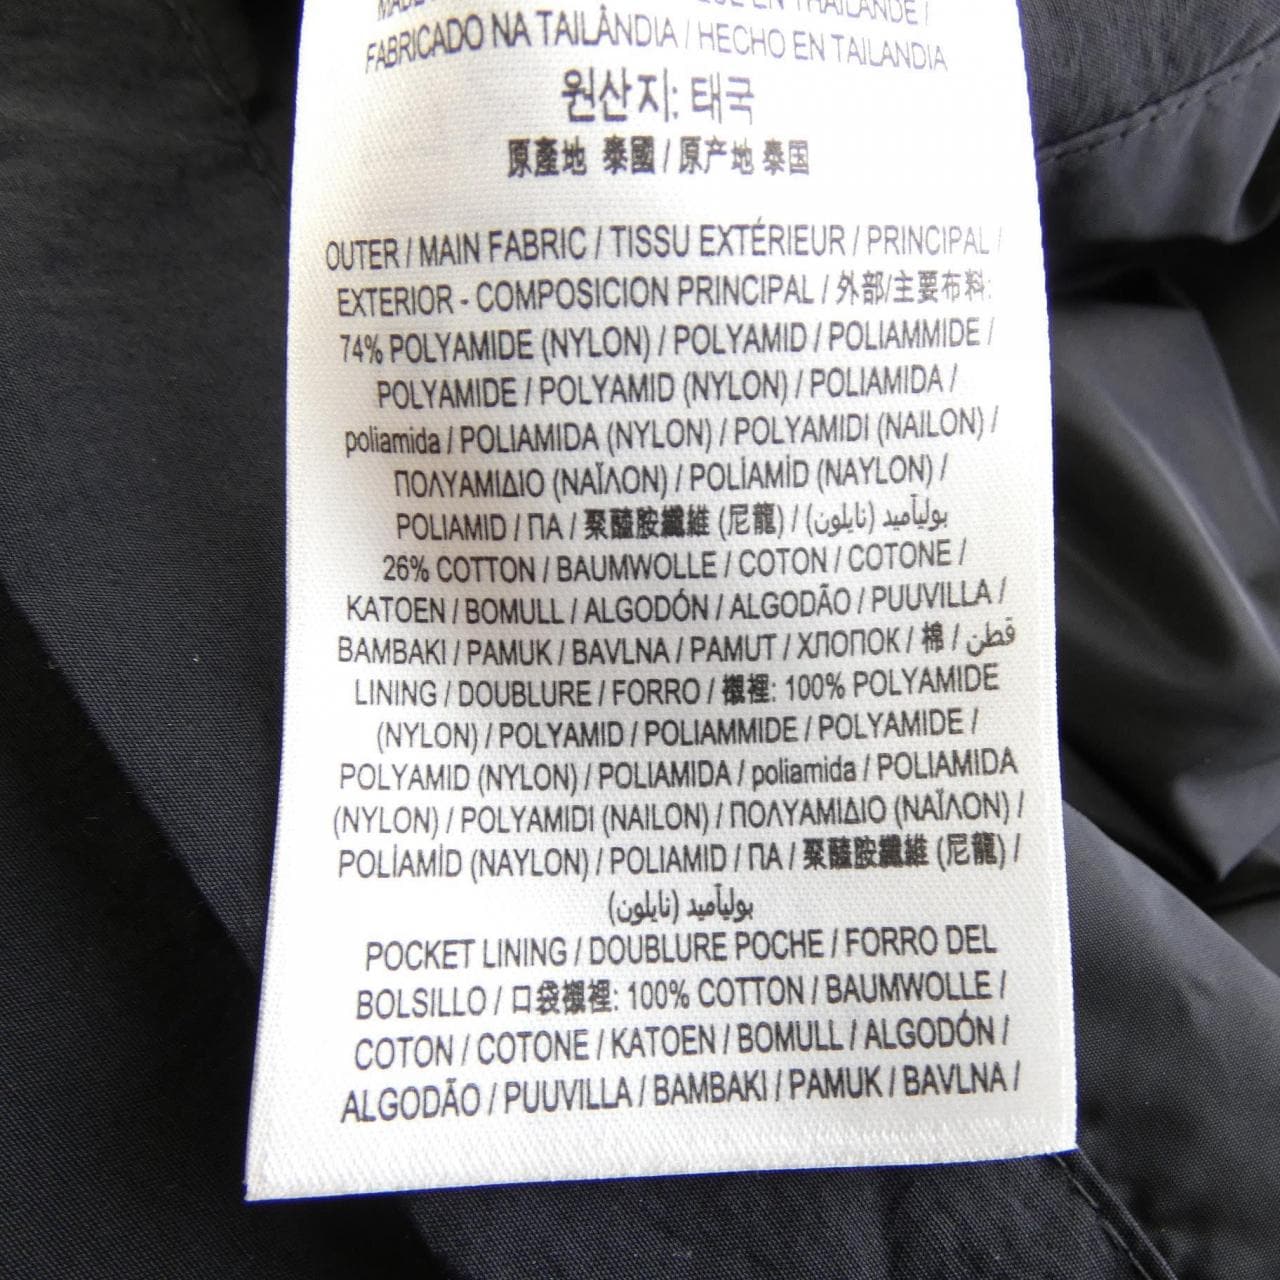 MADE EN THAÏLANDE /
FABRICADO NA TAILÂNDIA / HECHO EN TAILANDIA
원산지: 태국
原產地 泰國 / 原产地 泰国
OUTER / MAIN FABRIC / TISSU EXTÉRIEUR / PRINCIPAL /
EXTERIOR - COMPOSICION PRINCIPAL / 外部/主要布料:
74% POLYAMIDE (NYLON) / POLYAMID / POLIAMMIDE /
POLYAMIDE / POLYAMID (NYLON) / POLIAMIDA /
poliamida / POLIAMIDA (NYLON) / POLYAMIDI (NAILON) /
ΠΟΛΥΑΜΙΔΙΟ (ΝΑΪΛΟΝ) / POLİAMİD (NAYLON) /
POLIAMID / ПА / 聚醯胺纖維 (尼龍) / بوليآميد (نايلون)
26% COTTON / BAUMWOLLE / COTON / COTONE /
KATOEN / BOMULL / ALGODÓN / ALGODÃO / PUUVILLA /
BAMBAKI / PAMUK / BAVLNA / PAMUT / ХЛОПОК / 棉 / قطن
LINING / DOUBLURE / FORRO / 襯裡: 100% POLYAMIDE
(NYLON) / POLYAMID / POLIAMMIDE / POLYAMIDE /
POLYAMID (NYLON) / POLIAMIDA / poliamida / POLIAMIDA
(NYLON) / POLYAMIDI (NAILON) / ΠΟΛΥΑΜΙΔΙΟ (ΝΑΪΛΟΝ) /
POLİAMİD (NAYLON) / POLIAMID / ПА / 聚醯胺纖維 (尼龍) /
بوليآميد (نايلون)
POCKET LINING / DOUBLURE POCHE / FORRO DEL
BOLSILLO / 口袋襯裡: 100% COTTON / BAUMWOLLE /
COTON / COTONE / KATOEN / BOMULL / ALGODÓN /
ALGODÃO / PUUVILLA / BAMBAKI / PAMUK / BAVLNA /